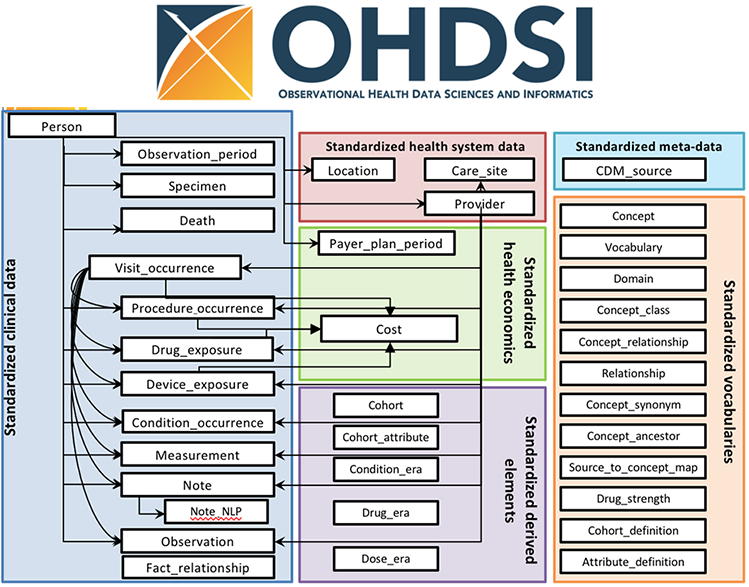 OHDSI
OBSERVATIONAL HEALTH DATA SCIENCES AND INFORMATICS
Standardized clinical data
Person
Observation_period
Specimen
Death
Visit_occurrence
Procedure_occurrence
Drug_exposure
Device_exposure
Condition_occurrence
Measurement
Note
Note_NLP
Observation
Fact_relationship
Standardized health system data
Location
Care_site
Provider
Payer_plan_period
Cost
Standardized
health economics
Cohort
Cohort_attribute
Condition_era
Drug_era
Dose_era
Standardized derived
elements
Standardized meta-data
CDM_source
Concept
Vocabulary
Domain
Concept_class
Concept_relationship
Relationship
Concept_synonym
Concept_ancestor
Source_to_concept_map
Drug_strength
Cohort_definition
Attribute_definition
Standardized vocabularies